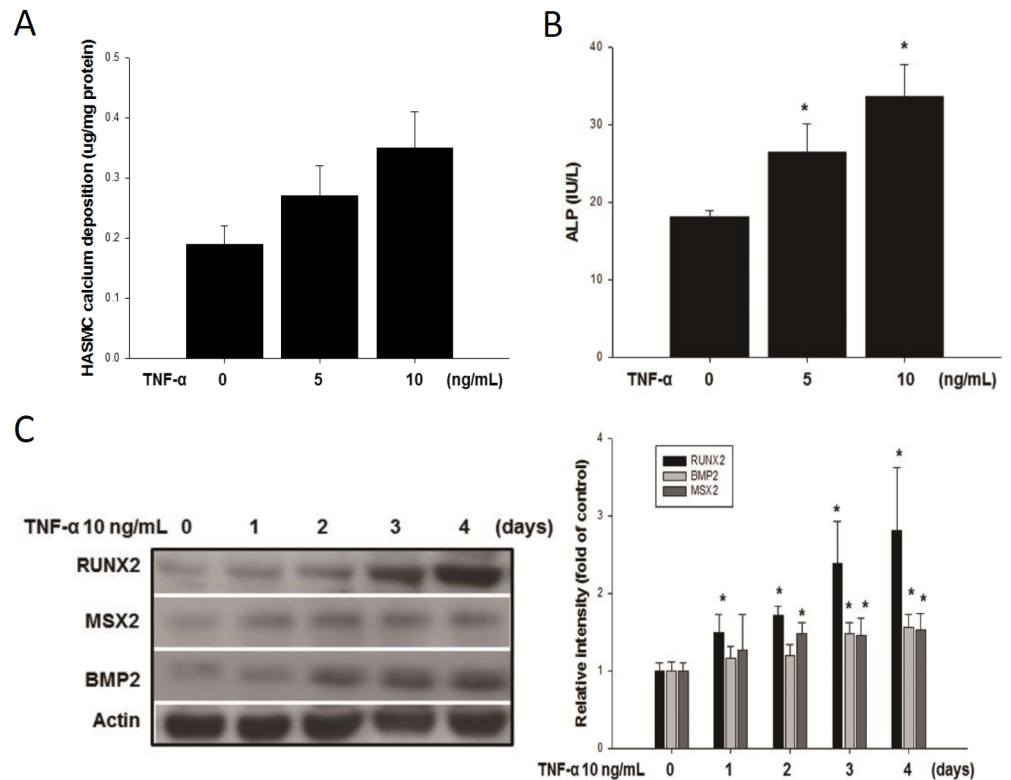 A
HASMC calcium deposition (ug/mg protein)
0.5
0.4
0.3
0.2
0.1
0.0
TNF-α 0 5 10 (ng/mL)
B
ALP (IU/L)
40
30
20
10
0
* *
TNF-α 0 5 10 (ng/mL)
C
TNF-α 10 ng/mL 0 1 2 3 4 (days)
RUNX2
MSX2
BMP2
Actin
Relative intensity (fold of control)
4
3
2
1
0
RUNX2
BMP2
MSX2
* * * * * * * * *
TNF-α 10 ng/mL 0 1 2 3 4 (days)